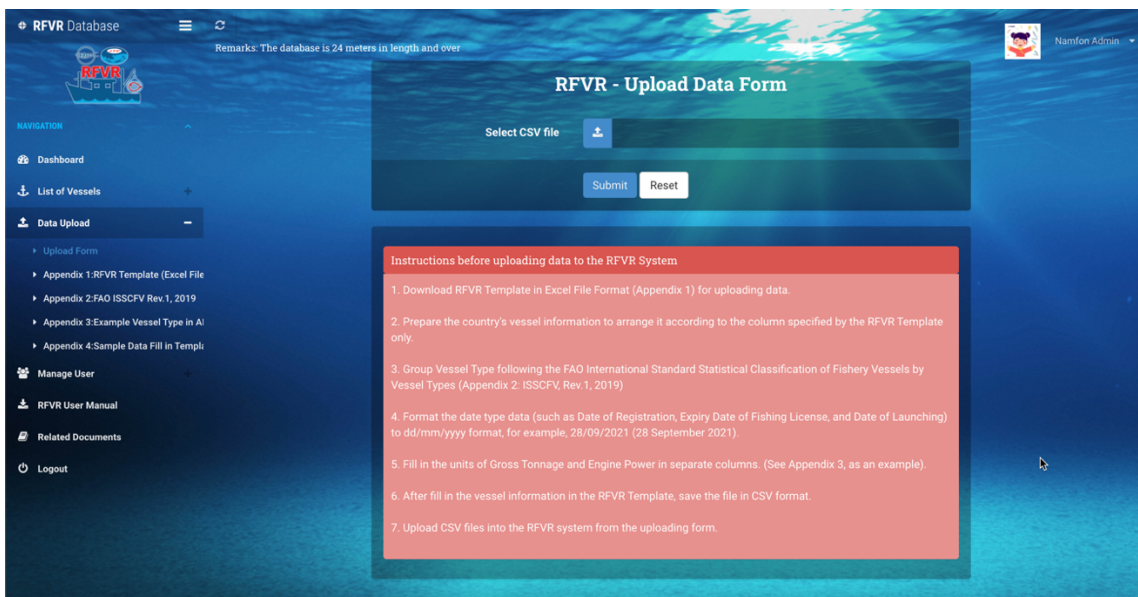 RFVR Database
Remarks: The database is 24 meters in length and over
Namfon Admin
RFVR
NAVIGATION
Dashboard
List of Vessels
Data Upload
Upload Form
Appendix 1:RFVR Template (Excel File
Appendix 2:FAO ISSCFV Rev.1, 2019
Appendix 3:Example Vessel Type in Al
Appendix 4:Sample Data Fill in Templa
Manage User
RFVR User Manual
Related Documents
Logout
RFVR - Upload Data Form
Select CSV file
Submit Reset
Instructions before uploading data to the RFVR System
1. Download RFVR Template in Excel File Format (Appendix 1) for uploading data.
2. Prepare the country's vessel information to arrange it according to the column specified by the RFVR Template
only.
3. Group Vessel Type following the FAO International Standard Statistical Classification of Fishery Vessels by
Vessel Types (Appendix 2: ISSCFV, Rev.1, 2019)
4. Format the date type data (such as Date of Registration, Expiry Date of Fishing License, and Date of Launching)
to dd/mm/yyyy format, for example, 28/09/2021 (28 September 2021).
5. Fill in the units of Gross Tonnage and Engine Power in separate columns. (See Appendix 3, as an example).
6. After fill in the vessel information in the RFVR Template, save the file in CSV format.
7. Upload CSV files into the RFVR system from the uploading form.